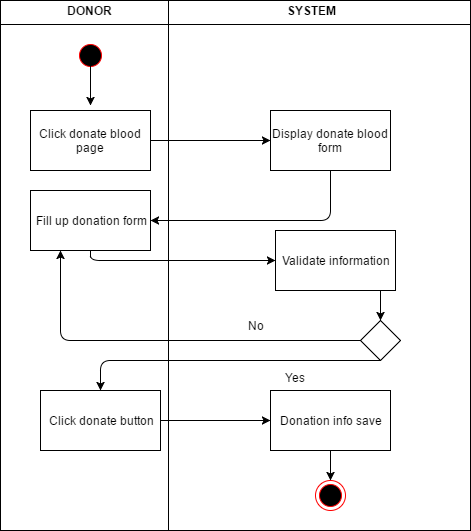 DONOR
SYSTEM
Click donate blood
page
Display donate blood
form
Fill up donation form
Validate information
No
Yes
Click donate button
Donation info save